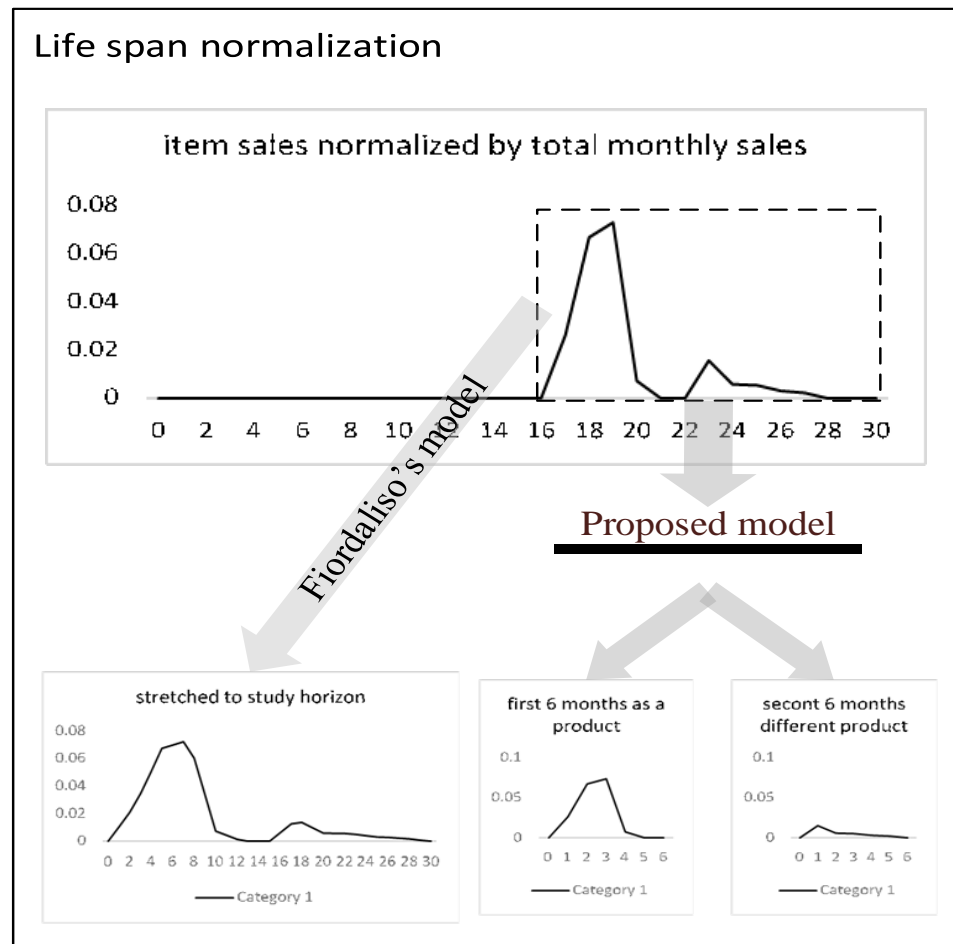 Life span normalization
item sales normalized by total monthly sales
0.08
0.06
0.04
0.02
0
0 2 4 6 8 10 12 14 16 18 20 22 24 26 28 30
Fiordaliso's model
Proposed model
stretched to study horizon
0.08
0.06
0.04
0.02
0
0 2 3 4 6 8 10 12 14 16 18 20 22 24 26 28 30
Category 1
first 6 months as a
product
0.1
0.05
0
0 1 2 3 4 5 6
Category 1
secont 6 months
different product
0.1
0.05
0
0 1 2 3 4 5 6
Category 1